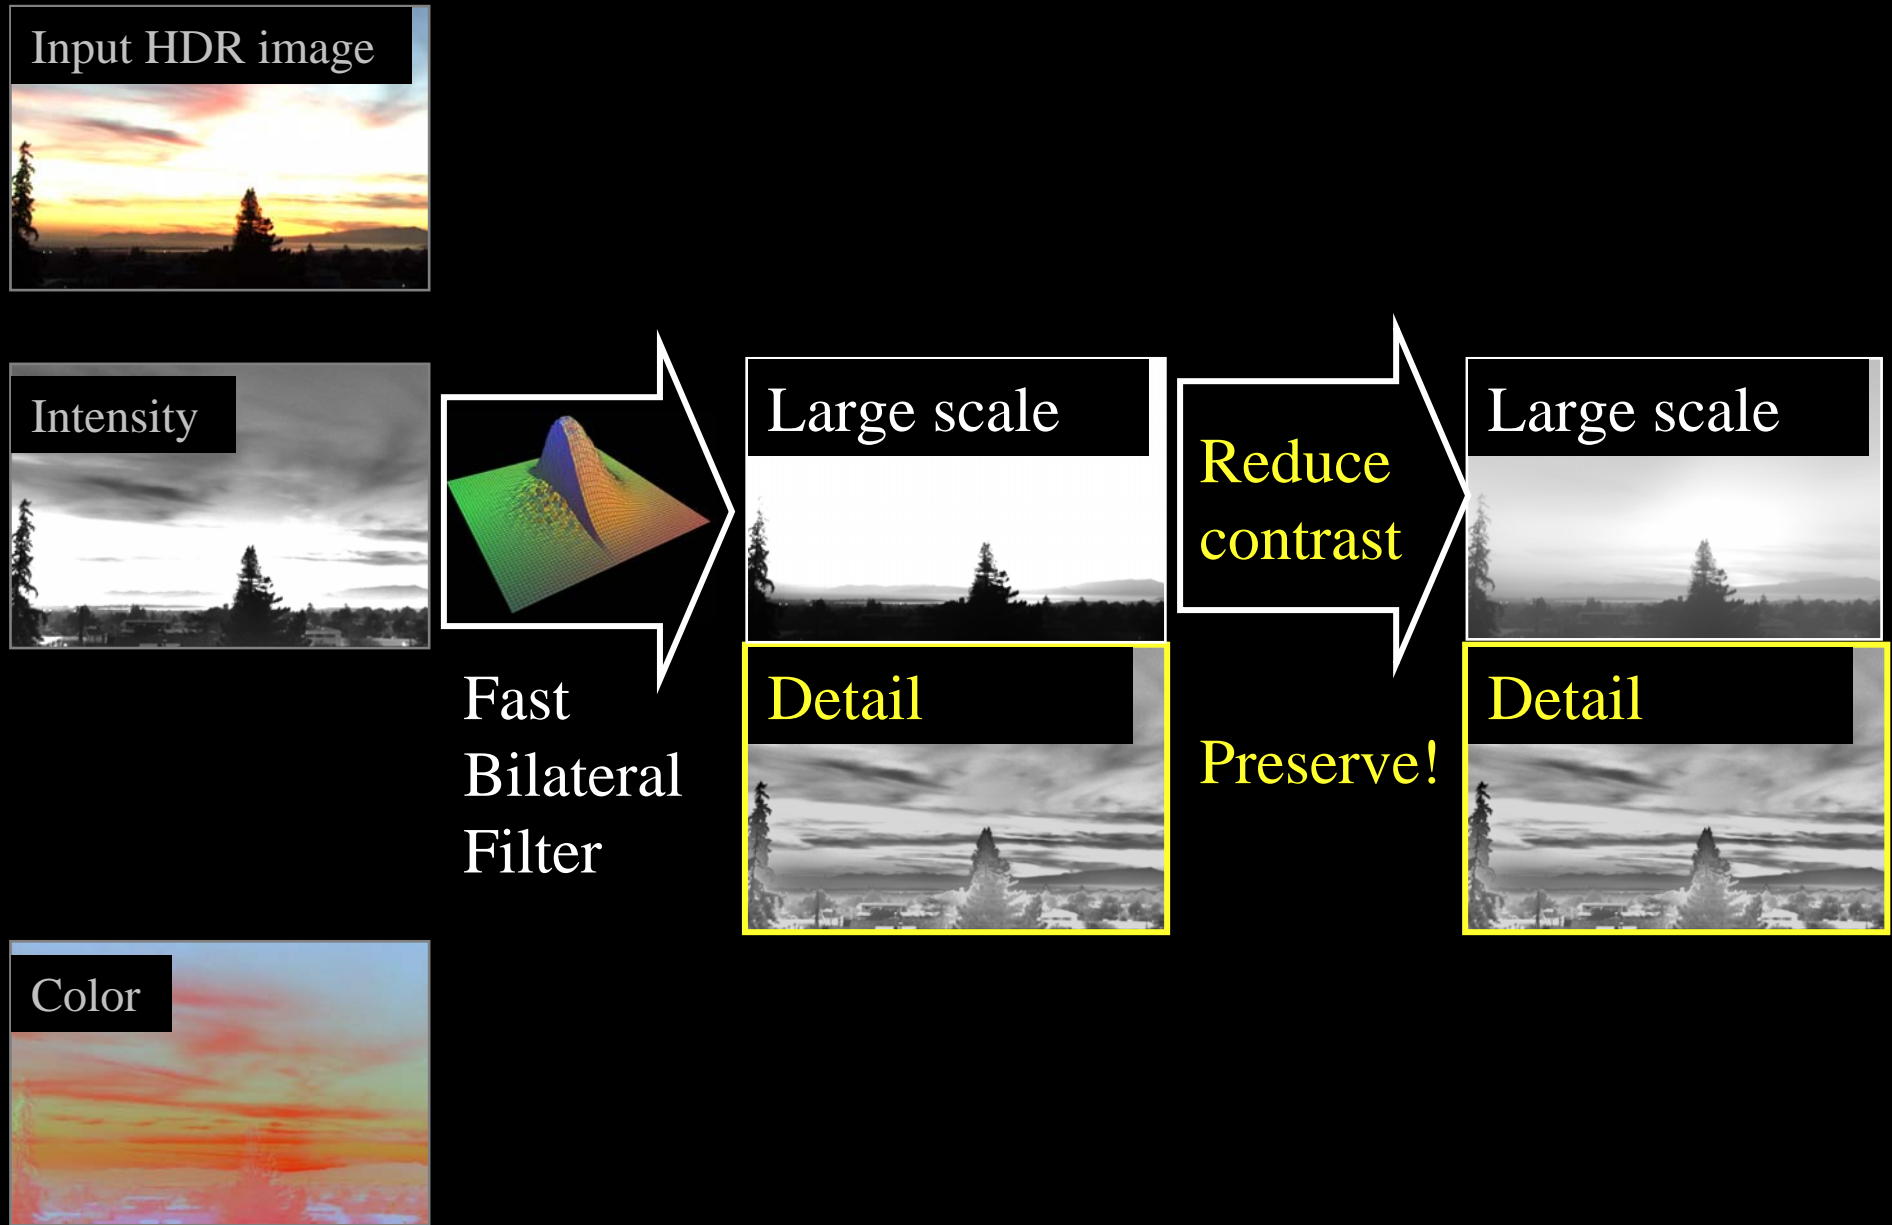 Input HDR image
Intensity
Large scale
Reduce
contrast
Large scale
Fast
Bilateral
Filter
Detail
Preserve!
Detail
Color